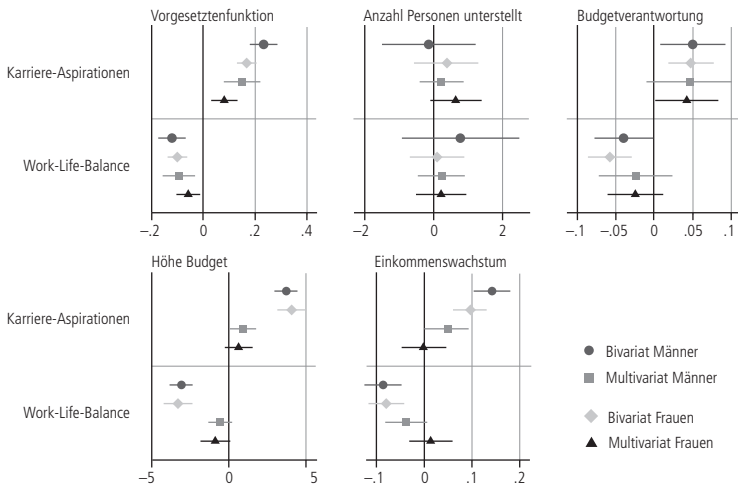 Vorgesetztenfunktion Anzahl Personen unterstellt Budgetverantwortung
Karriere-Aspirationen
Work-Life-Balance
–.2 0 .2 .4 –2 0 2 –.1 –.05 0 .05 .1
Höhe Budget Einkommenswachstum
Karriere-Aspirationen
Work-Life-Balance
Bivariat Männer
Multivariat Männer
Bivariat Frauen
Multivariat Frauen
–5 0 5 –.1 0 .1 .2